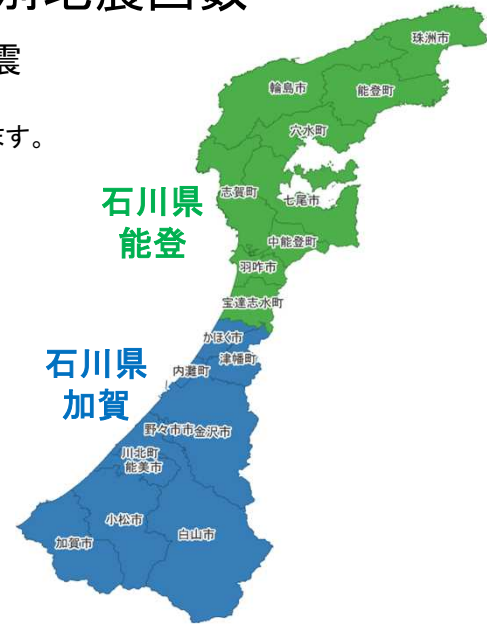 別地震回数
震
ます。
珠洲市
輪島市
能登町
穴水町
志賀町
七尾市
石川県
能登
中能登町
羽咋市
宝達志水町
かほく市
津幡町
石川県
加賀
内灘町
野々市市
金沢市
川北町
能美市
小松市
白山市
加賀市